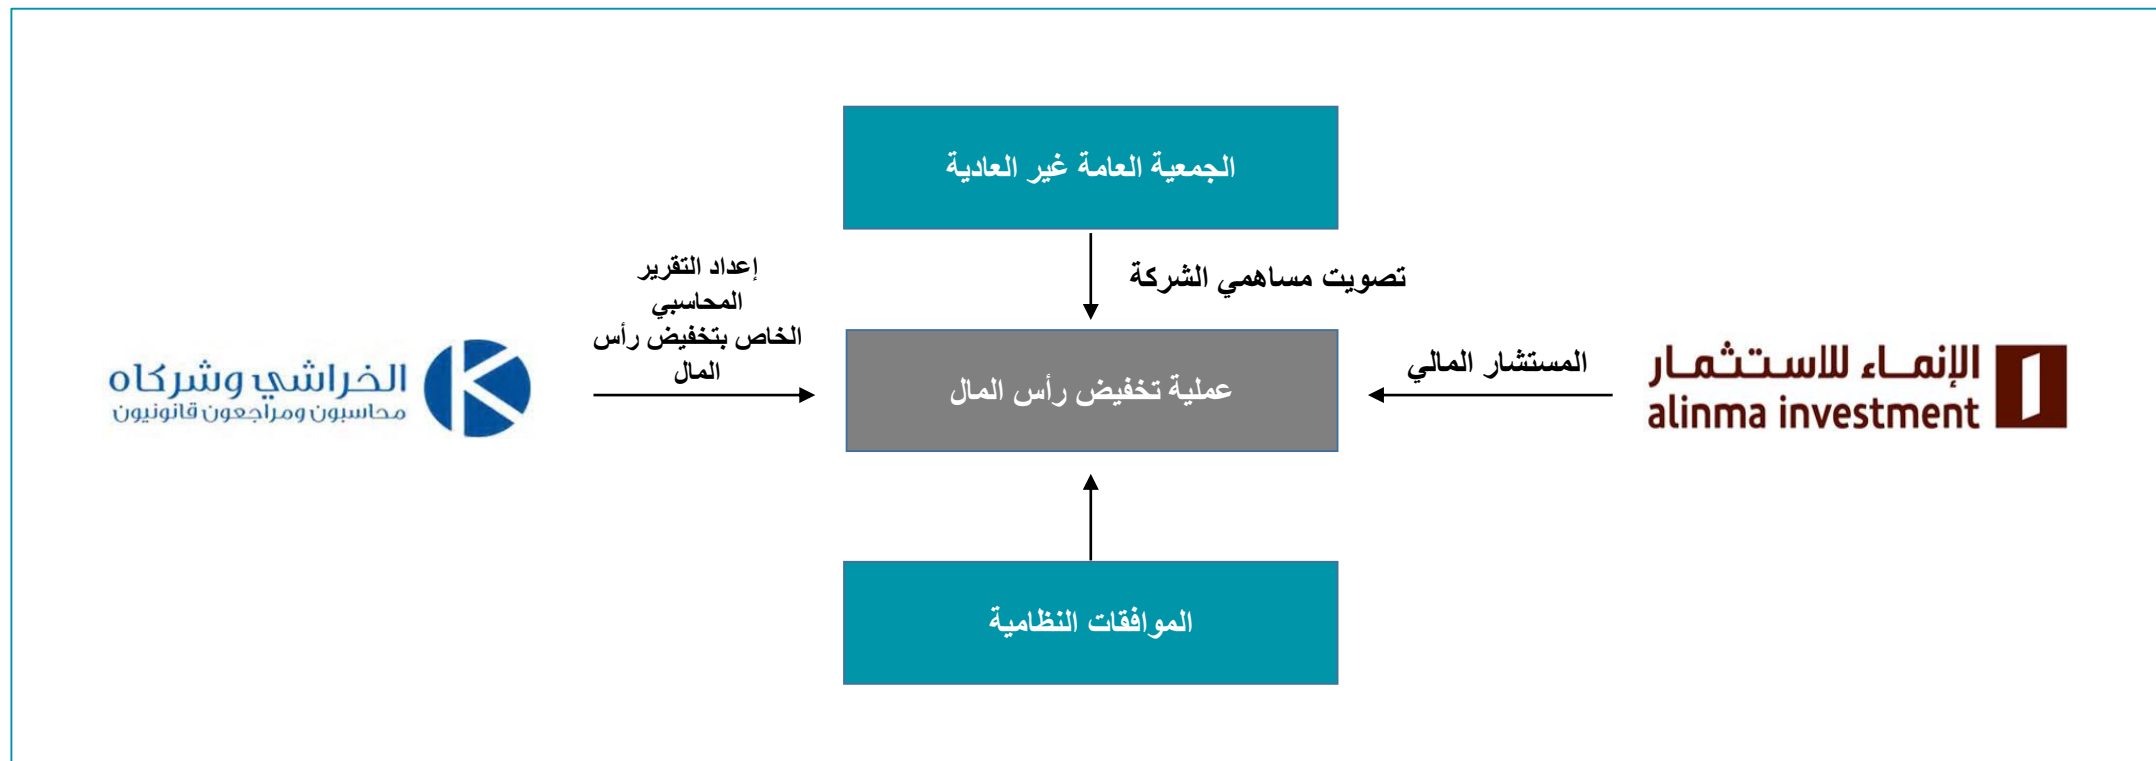 الجمعية العامة غير العادية
تصويت مساهمي الشركة
الإنماء للاستثمار
alinma investment
المستشار المالي
عملية تخفيض رأس المال
إعداد التقرير
المحاسبي
الخاص بتخفيض رأس
المال
الخراشي وشركاه
محاسبون ومراجعون قانونيون
الموافقات النظامية